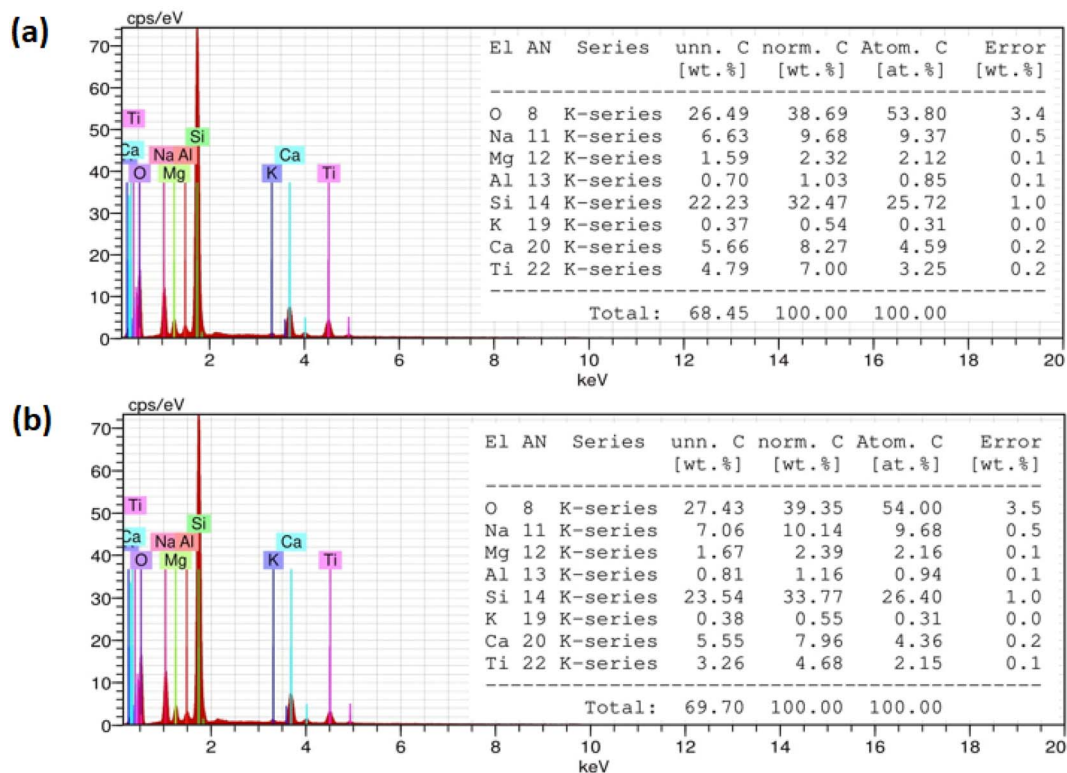 (a)
cps/eV
70
60
50
40
30
20
10
0
Ti
Ca
O
Na Al
Mg
Si
K
Ca
Ti
2 4 6 8 10 12 14 16 18 20
keV
El AN Series unn. C norm. C Atom. C Error
[wt.%] [wt.%] [at.%] [wt.%]
O 8 K-series 26.49 38.69 53.80 3.4
Na 11 K-series 6.63 9.68 9.37 0.5
Mg 12 K-series 1.59 2.32 2.12 0.1
Al 13 K-series 0.70 1.03 0.85 0.1
Si 14 K-series 22.23 32.47 25.72 1.0
K 19 K-series 0.37 0.54 0.31 0.0
Ca 20 K-series 5.66 8.27 4.59 0.2
Ti 22 K-series 4.79 7.00 3.25 0.2
Total: 68.45 100.00 100.00
(b)
cps/eV
70
60
50
40
30
20
10
0
Ti
Ca
O
Na Al
Mg
Si
K
Ca
Ti
2 4 6 8 10 12 14 16 18 20
keV
El AN Series unn. C norm. C Atom. C Error
[wt.%] [wt.%] [at.%] [wt.%]
O 8 K-series 27.43 39.35 54.00 3.5
Na 11 K-series 7.06 10.14 9.68 0.5
Mg 12 K-series 1.67 2.39 2.16 0.1
Al 13 K-series 0.81 1.16 0.94 0.1
Si 14 K-series 23.54 33.77 26.40 1.0
K 19 K-series 0.38 0.55 0.31 0.0
Ca 20 K-series 5.55 7.96 4.36 0.2
Ti 22 K-series 3.26 4.68 2.15 0.1
Total: 69.70 100.00 100.00